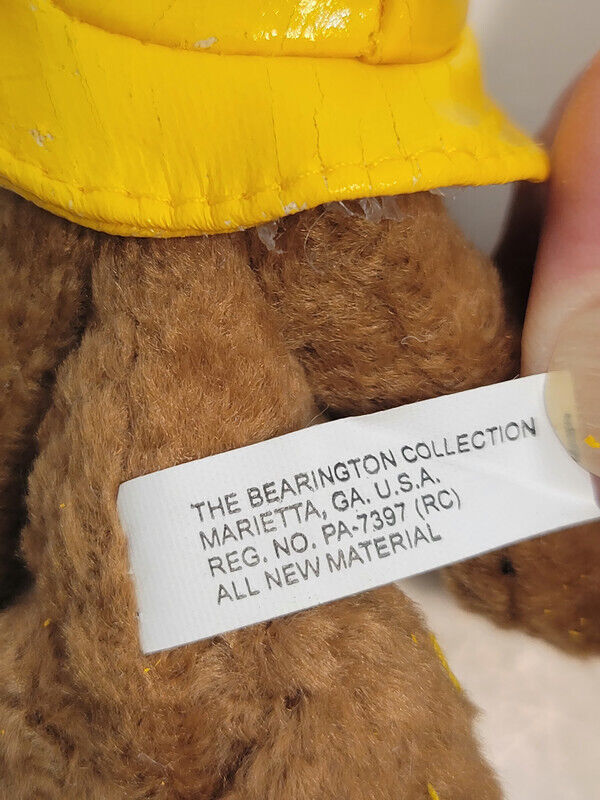 THE BEARINGTON COLLECTION
MARIETTA, GA. U.S.A.
REG. NO. PA-7397 (RC)
ALL NEW MATERIAL